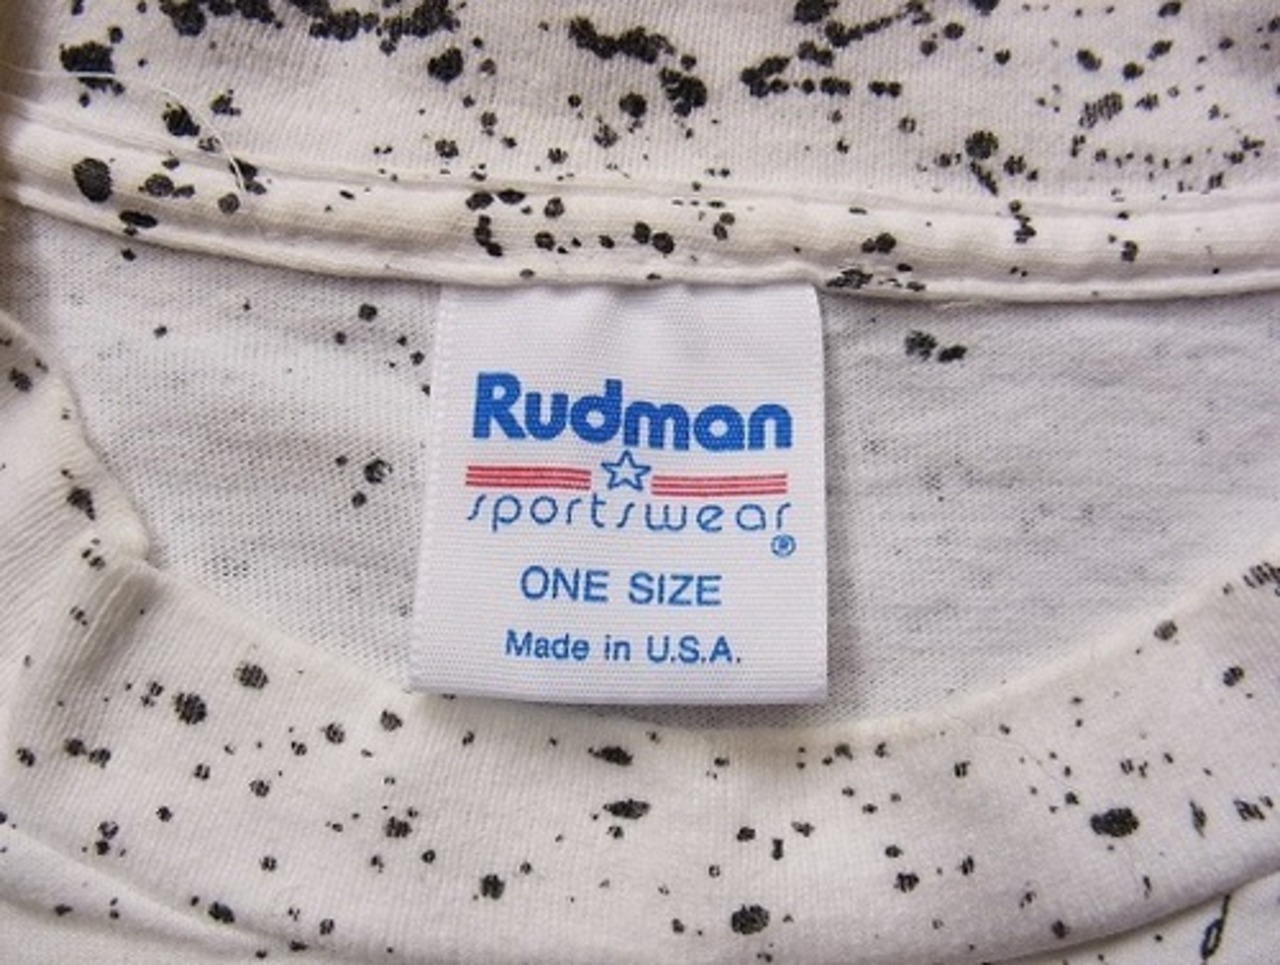 Rudman
sportswear
®
ONE SIZE
Made in U.S.A.